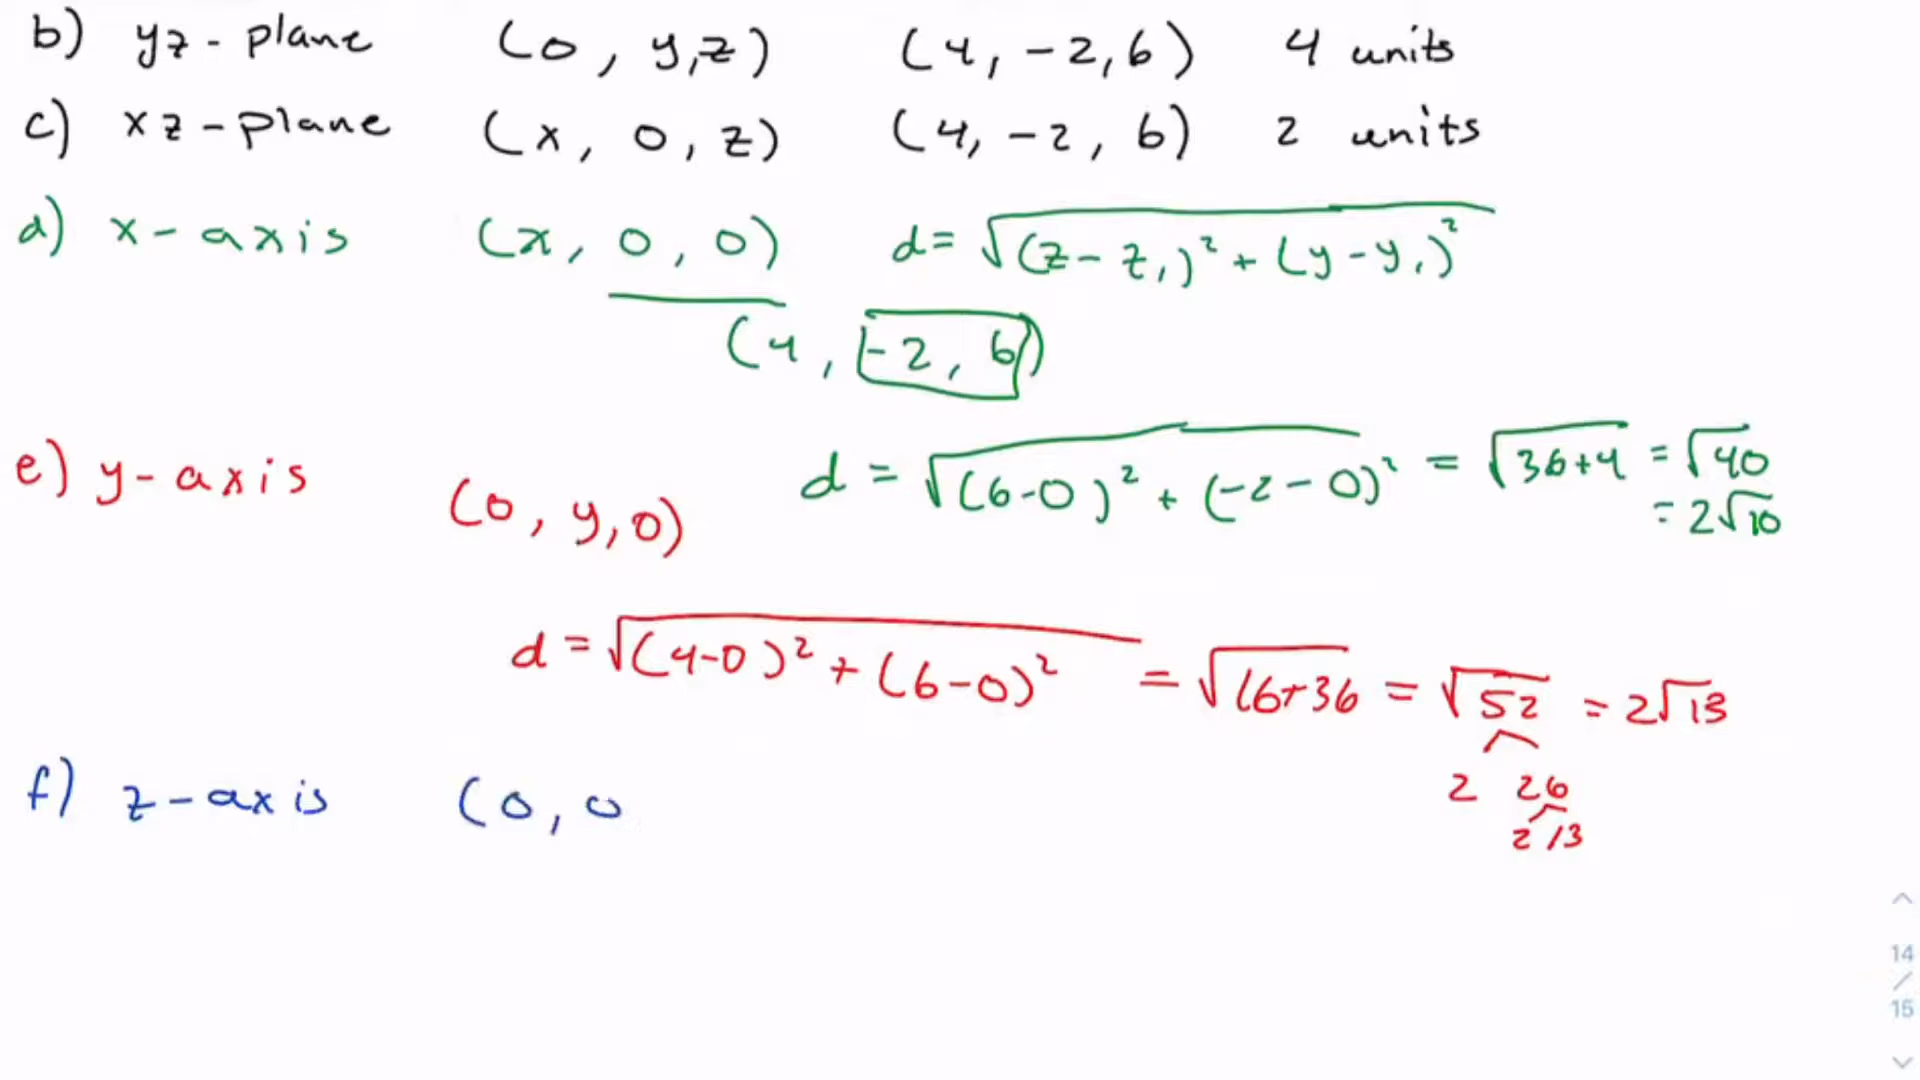 b) yz - plane (0, y,z) (4, -2, 6) 4 units
c) xz - plane (x, 0, z) (4, -2, 6) 2 units
d) x - axis (x, 0, 0) d = √(z - z₁)² + (y - y₁)²
(4, -2, 6)
e) y - axis (0, y, 0) d = √(6-0)² + (-2-0)² = √36+4 = √40
= 2√10
d = √(4-0)² + (6-0)² = √16+36 = √52 = 2√13
2 26
2 13
f) z - axis (0, 0
14
/
15